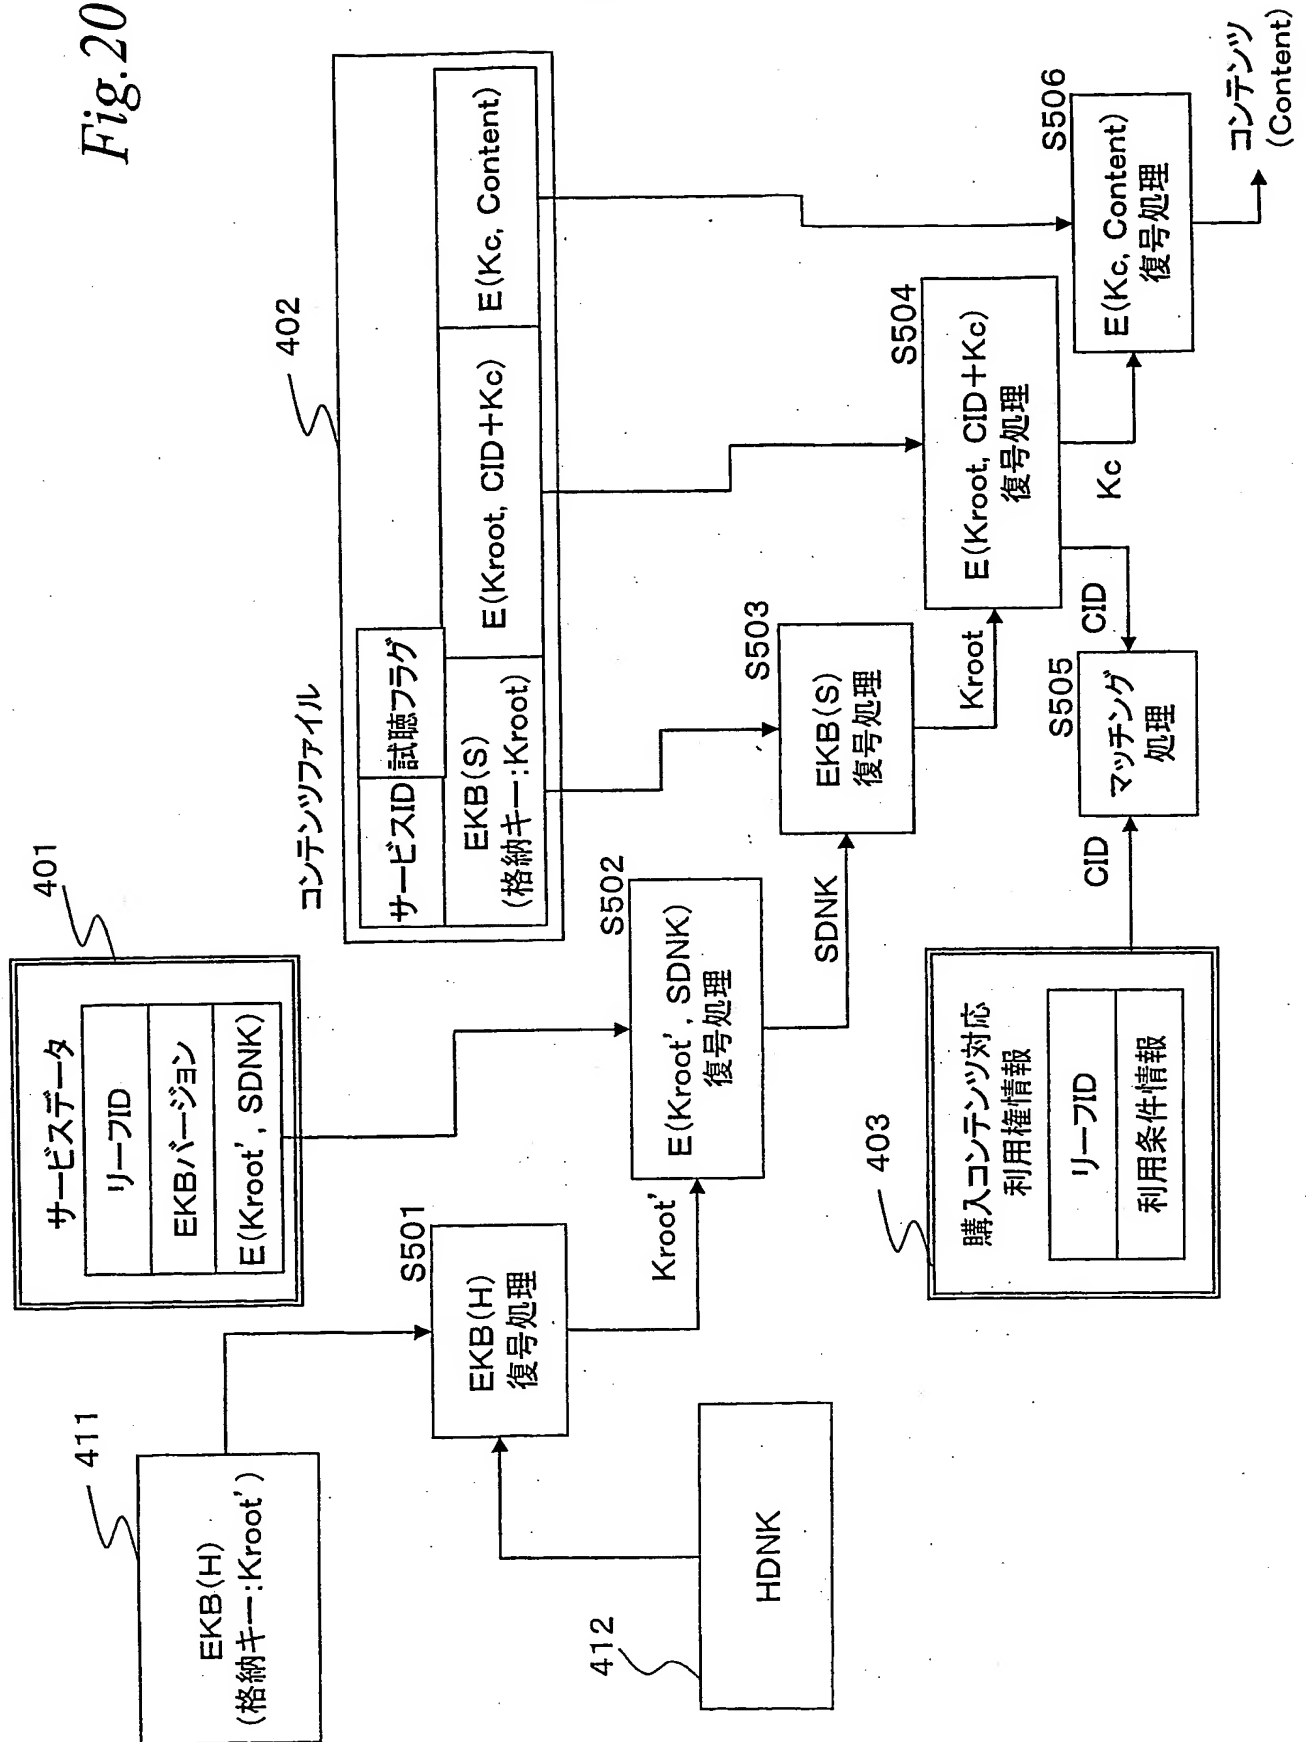 Fig.20
411
EKB(H)
(格納キー:Kroot')
401
サービスデータ
リーフID
EKBバージョン
E(Kroot', SDNK)
コンテンツファイル
402
サービスID
試聴フラグ
EKB(S)
(格納キー:Kroot)
E(Kroot, CID+Kc)
E(Kc, Content)
412
HDNK
S501
EKB(H)
復号処理
Kroot'
S502
E(Kroot', SDNK)
復号処理
SDNK
S503
EKB(S)
復号処理
Kroot
S504
E(Kroot, CID+Kc)
復号処理
CID
Kc
403
購入コンテンツ対応
利用権情報
リーフID
利用条件情報
CID
S505
マッチング
処理
S506
E(Kc, Content)
復号処理
コンテンツ
(Content)